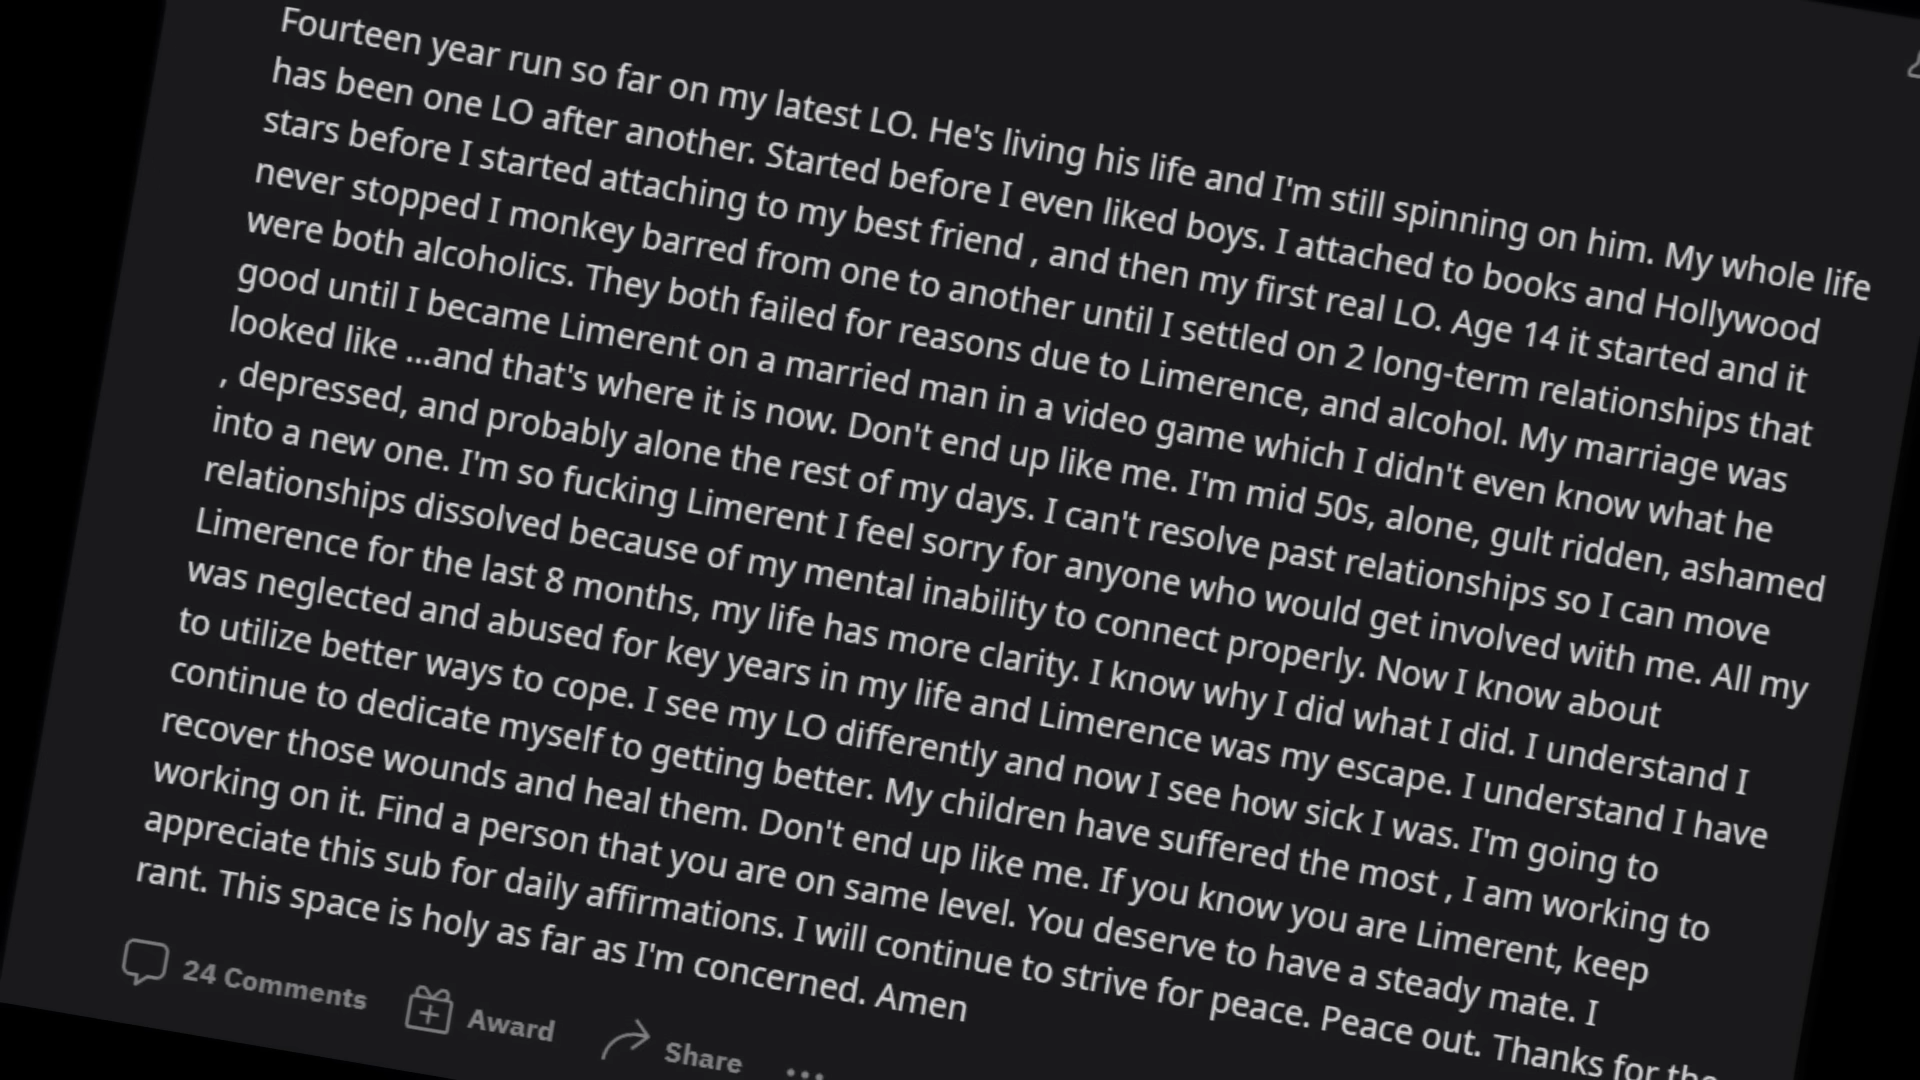 Fourteen year run so far on my latest LO. He's living his life and I'm still spinning on him. My whole life
has been one LO after another. Started before I even liked boys. I attached to books and Hollywood
stars before I started attaching to my best friend , and then my first real LO. Age 14 it started and it
never stopped I monkey barred from one to another until I settled on 2 long-term relationships that
were both alcoholics. They both failed for reasons due to Limerence, and alcohol. My marriage was
good until I became Limerent on a married man in a video game which I didn't even know what he
looked like ...and that's where it is now. Don't end up like me. I'm mid 50s, alone, gult ridden, ashamed
, depressed, and probably alone the rest of my days. I can't resolve past relationships so I can move
into a new one. I'm so fucking Limerent I feel sorry for anyone who would get involved with me. All my
relationships dissolved because of my mental inability to connect properly. Now I know about
Limerence for the last 8 months, my life has more clarity. I know why I did what I did. I understand I
was neglected and abused for key years in my life and Limerence was my escape. I understand I have
to utilize better ways to cope. I see my LO differently and now I see how sick I was. I'm going to
continue to dedicate myself to getting better. My children have suffered the most , I am working to
recover those wounds and heal them. Don't end up like me. If you know you are Limerent, keep
working on it. Find a person that you are on same level. You deserve to have a steady mate. I
appreciate this sub for daily affirmations. I will continue to strive for peace. Peace out. Thanks for the
rant. This space is holy as far as I'm concerned. Amen
24 Comments Award Share ...